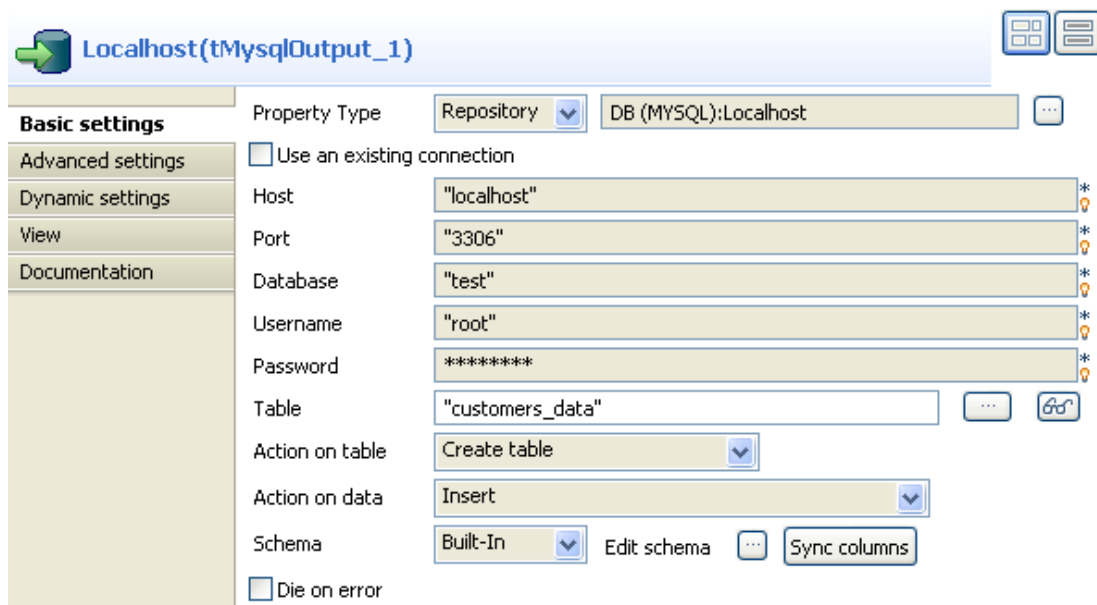 Localhost(tMysqlOutput_1)
Basic settings
Advanced settings
Dynamic settings
View
Documentation
Property Type Repository DB (MYSQL):Localhost ...
Use an existing connection
Host "localhost" *
Port "3306" *
Database "test" *
Username "root" *
Password ******** *
Table "customers_data" ...
Action on table Create table
Action on data Insert
Schema Built-In Edit schema ... Sync columns
Die on error